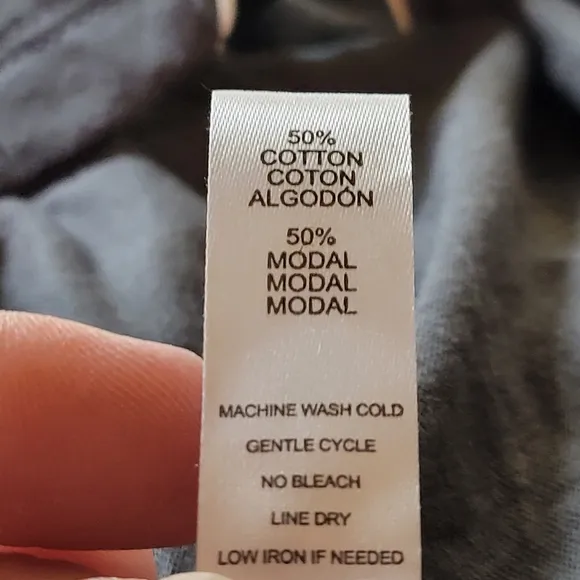 50%
COTTON
COTON
ALGODÓN
50%
MODAL
MODAL
MODAL
MACHINE WASH COLD
GENTLE CYCLE
NO BLEACH
LINE DRY
LOW IRON IF NEEDED